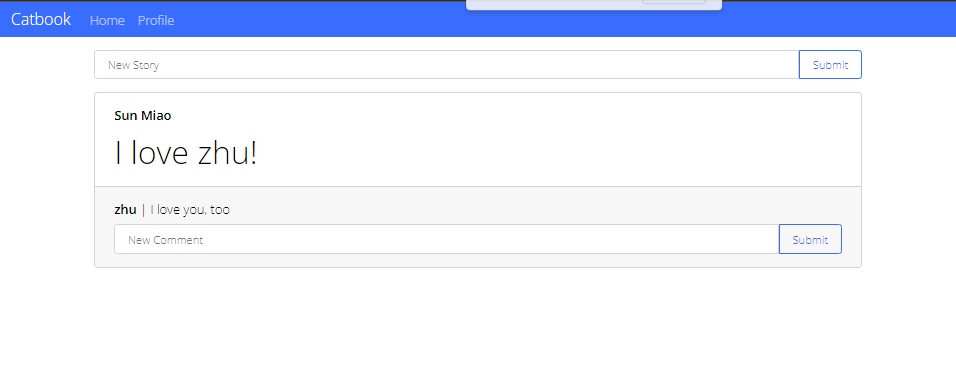 Catbook Home Profile
New Story Submit
Sun Miao
I love zhu!
zhu | I love you, too
New Comment Submit